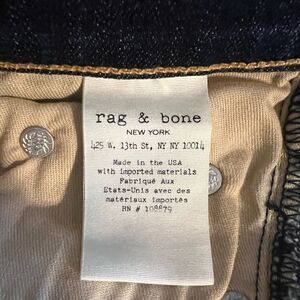 rag & bone
NEW YORK
425 W. 13th St, NY NY 10014
Made in the USA
with imported materials
Fabriqué Aux
Etats-Unis avec des
matériaux importés
RN # 108879